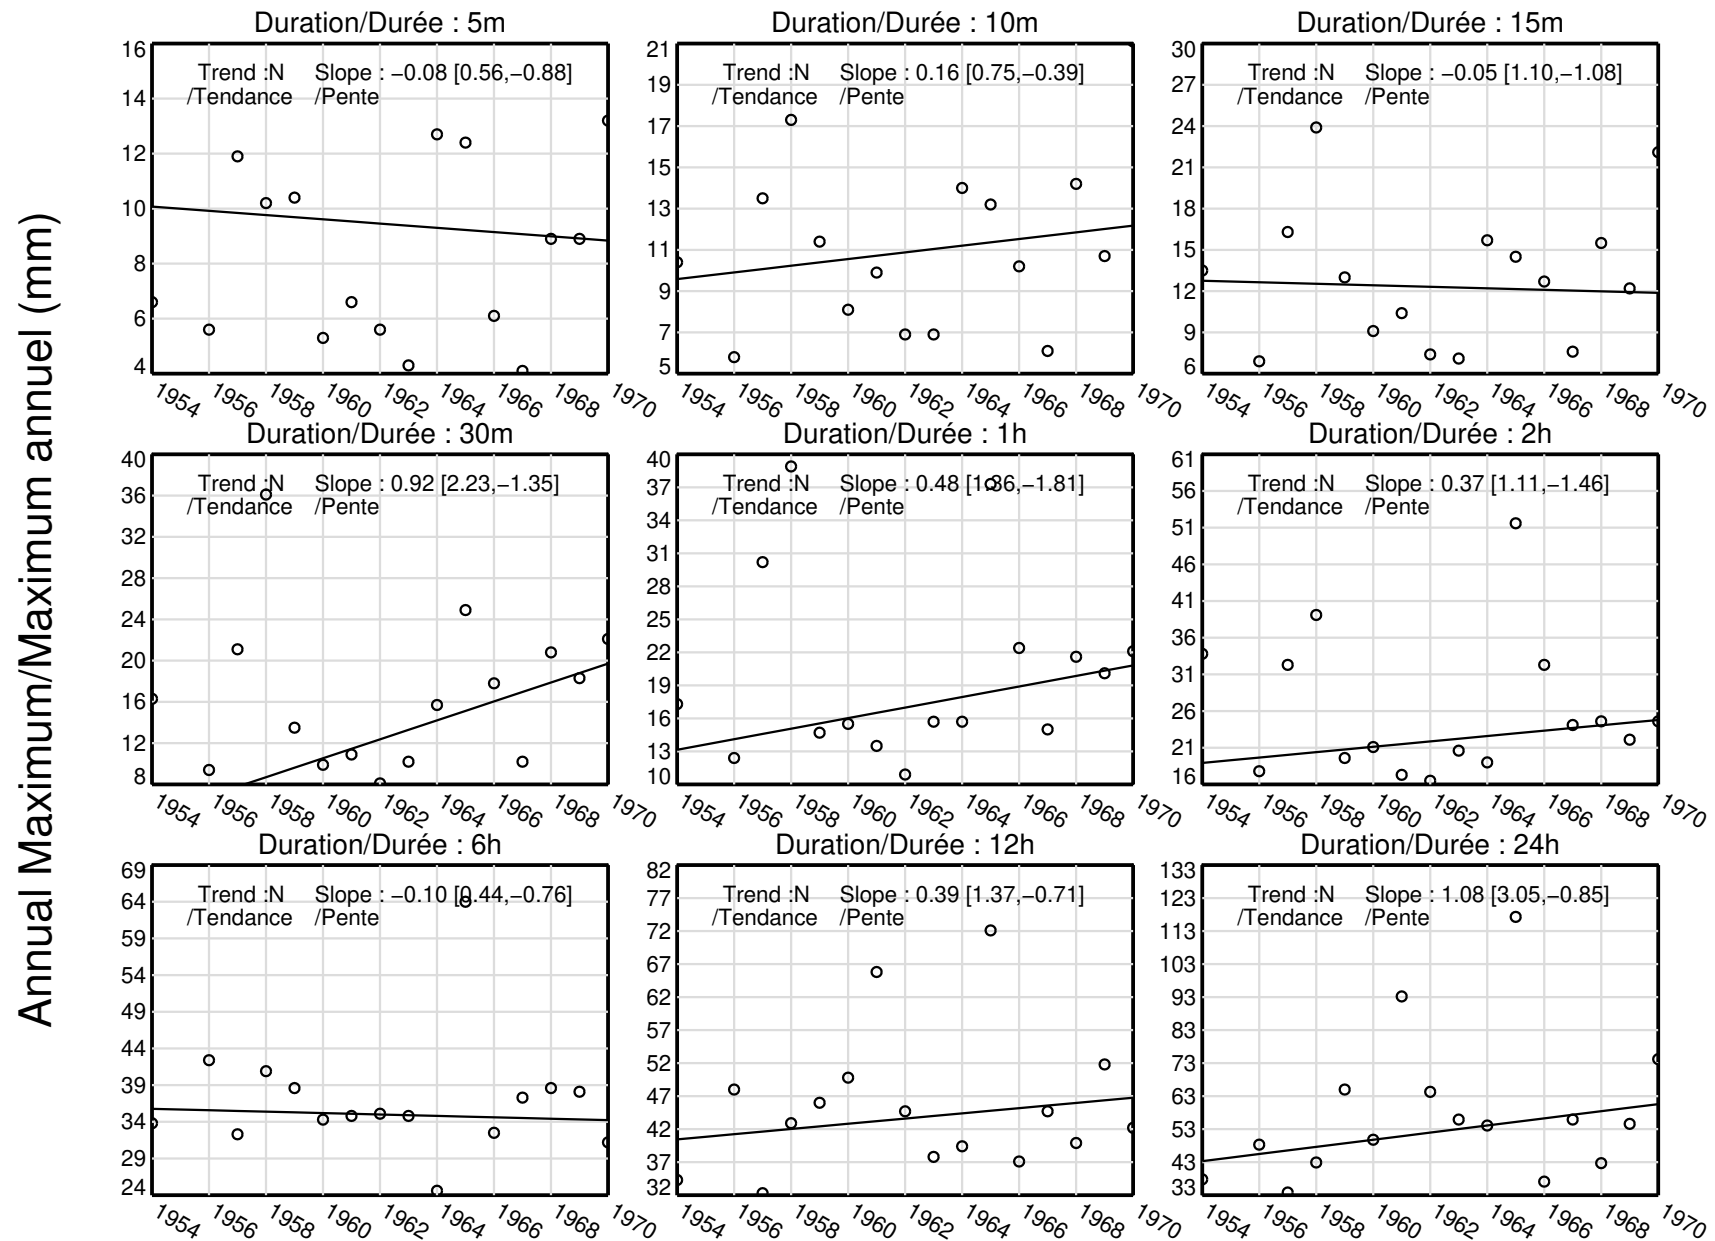 Annual Maximum/Maximum annuel (mm)
Duration/Durée : 5m
Trend :N Slope : −0.08 [0.56,−0.88]
/Tendance /Pente
16
14
12
10
8
6
4
1954 1956 1958 1960 1962 1964 1966 1968 1970
Duration/Durée : 10m
Trend :N Slope : 0.16 [0.75,−0.39]
/Tendance /Pente
21
19
17
15
13
11
9
7
5
1954 1956 1958 1960 1962 1964 1966 1968 1970
Duration/Durée : 15m
Trend :N Slope : −0.05 [1.10,−1.08]
/Tendance /Pente
30
27
24
21
18
15
12
9
6
1954 1956 1958 1960 1962 1964 1966 1968 1970
Duration/Durée : 30m
Trend :N Slope : 0.92 [2.23,−1.35]
/Tendance /Pente
40
36
32
28
24
20
16
12
8
1954 1956 1958 1960 1962 1964 1966 1968 1970
Duration/Durée : 1h
Trend :N Slope : 0.48 [1.36,−1.81]
/Tendance /Pente
40
37
34
31
28
25
22
19
16
13
10
1954 1956 1958 1960 1962 1964 1966 1968 1970
Duration/Durée : 2h
Trend :N Slope : 0.37 [1.11,−1.46]
/Tendance /Pente
61
56
51
46
41
36
31
26
21
16
1954 1956 1958 1960 1962 1964 1966 1968 1970
Duration/Durée : 6h
Trend :N Slope : −0.10 [0.44,−0.76]
/Tendance /Pente
69
64
59
54
49
44
39
34
29
24
1954 1956 1958 1960 1962 1964 1966 1968 1970
Duration/Durée : 12h
Trend :N Slope : 0.39 [1.37,−0.71]
/Tendance /Pente
82
77
72
67
62
57
52
47
42
37
32
1954 1956 1958 1960 1962 1964 1966 1968 1970
Duration/Durée : 24h
Trend :N Slope : 1.08 [3.05,−0.85]
/Tendance /Pente
133
123
113
103
93
83
73
63
53
43
33
1954 1956 1958 1960 1962 1964 1966 1968 1970